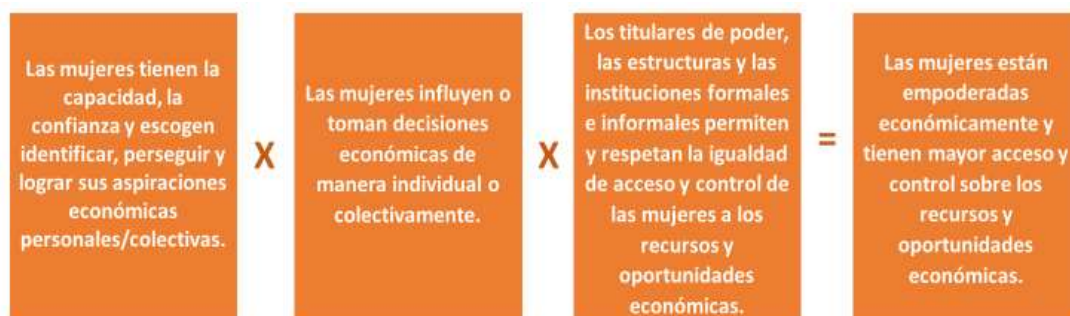 Las mujeres tienen la
capacidad, la
confianza y escogen
identificar, perseguir y
lograr sus aspiraciones
económicas
personales/colectivas.
X
Las mujeres influyen o
toman decisiones
económicas de
manera individual o
colectivamente.
X
Los titulares de poder,
las estructuras y las
instituciones formales
e informales permiten
y respetan la igualdad
de acceso y control de
las mujeres a los
recursos y
oportunidades
económicas.
=
Las mujeres están
empoderadas
económicamente y
tienen mayor acceso y
control sobre los
recursos y
oportunidades
económicas.